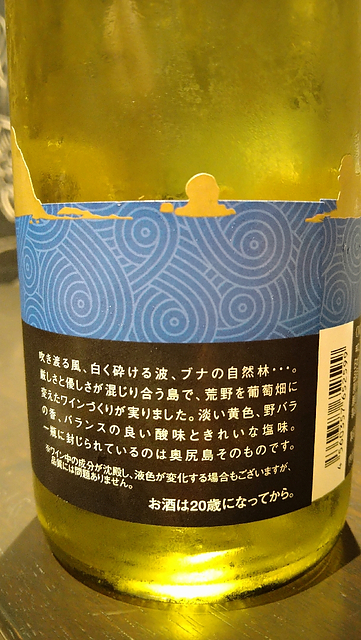 吹き渡る風、白く砕ける波、ブナの自然林･･･。
厳しさと優しさが混じり合う島で、荒野を葡萄畑に
変えたワインづくりが実りました。淡い黄色、野バラ
の香、バランスの良い酸味ときれいな塩味。
一瓶に封じられているのは奥尻島そのものです。
※ワイン中の成分が沈殿し、液色が変化する場合もございますが、
品質には問題ありません。
お酒は20歳になってから。